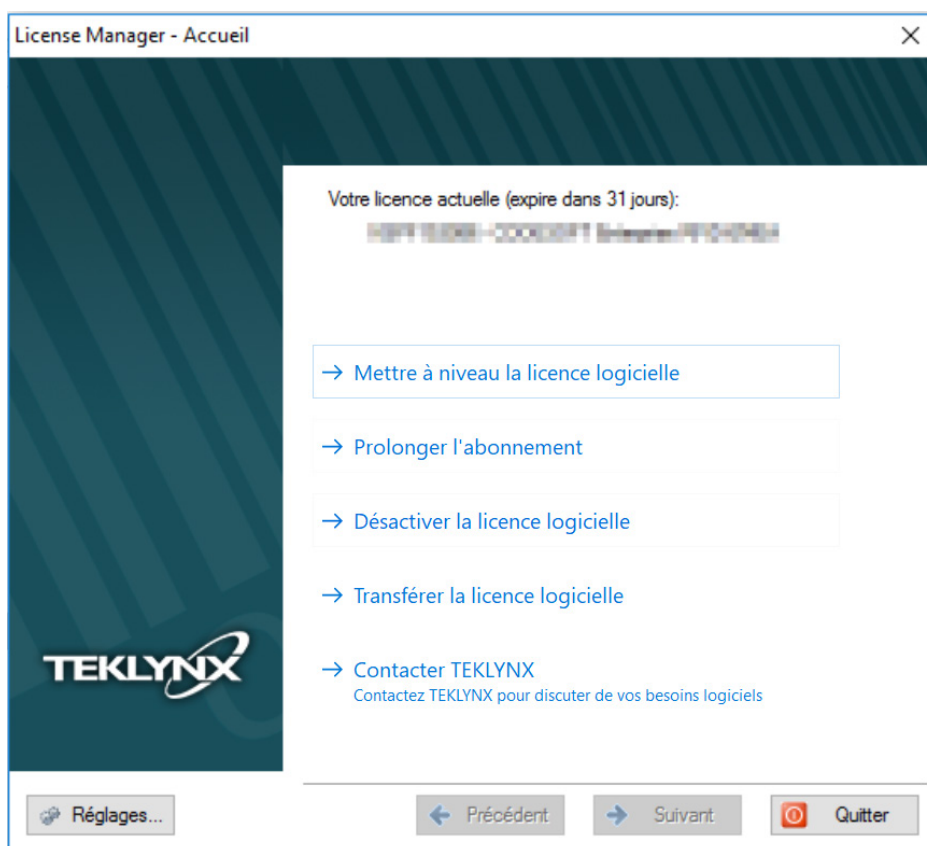 License Manager - Accueil
Votre licence actuelle (expire dans 31 jours):
→ Mettre à niveau la licence logicielle
→ Prolonger l'abonnement
→ Désactiver la licence logicielle
→ Transférer la licence logicielle
→ Contacter TEKLYNX
Contactez TEKLYNX pour discuter de vos besoins logiciels
TEKLYNX
Réglages...
Précédent
Suivant
Quitter